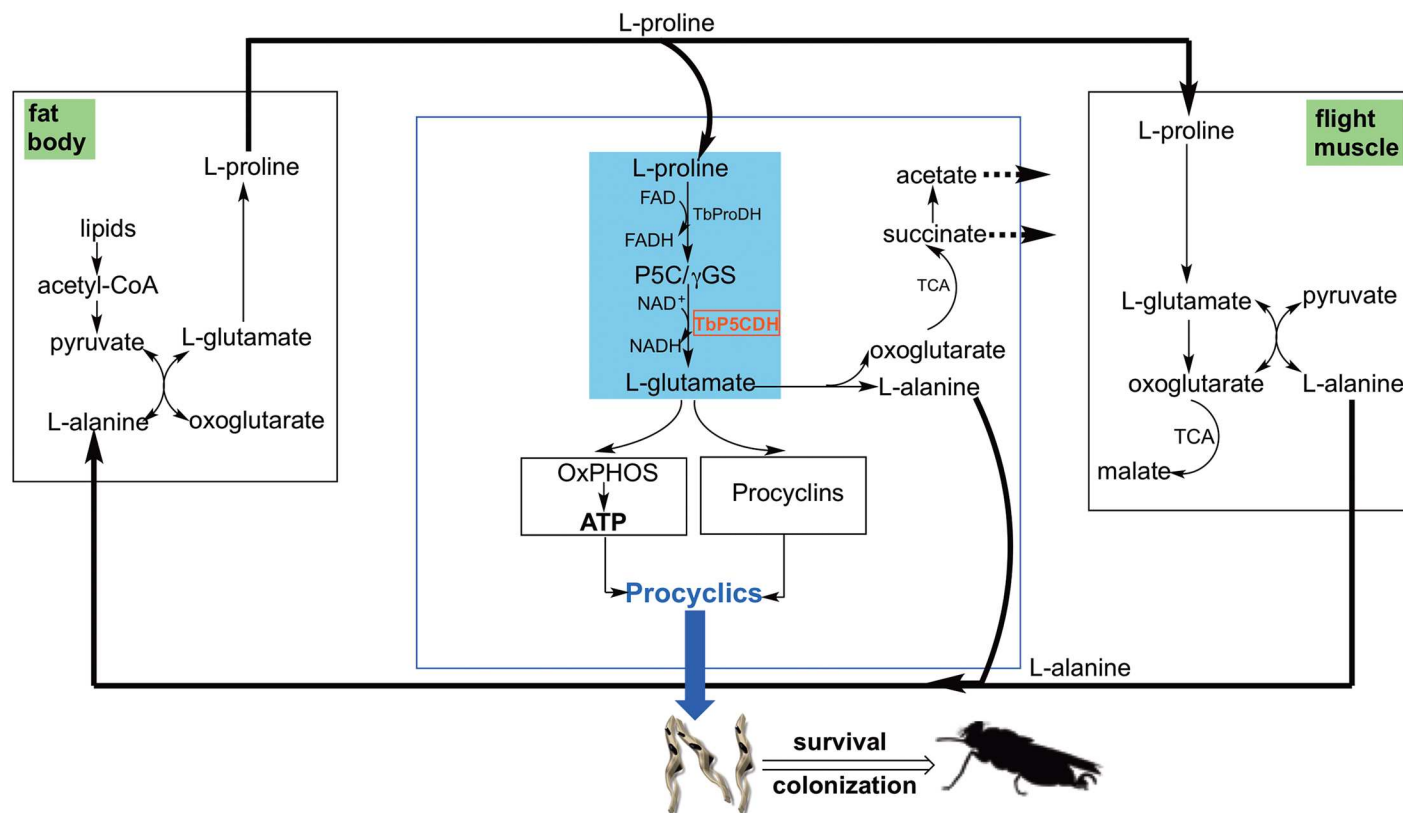 L-proline
fat
body
L-proline
lipids
acetyl-CoA
pyruvate
L-glutamate
L-alanine
oxoglutarate
L-proline
FAD
TbProDH
FADH
P5C/γGS
NAD+
TbP5CDH
NADH
L-glutamate
acetate
succinate
TCA
oxoglutarate
L-alanine
OxPHOS
ATP
Procyclins
Procyclics
flight
muscle
L-proline
L-glutamate
pyruvate
oxoglutarate
L-alanine
TCA
malate
L-alanine
survival
colonization